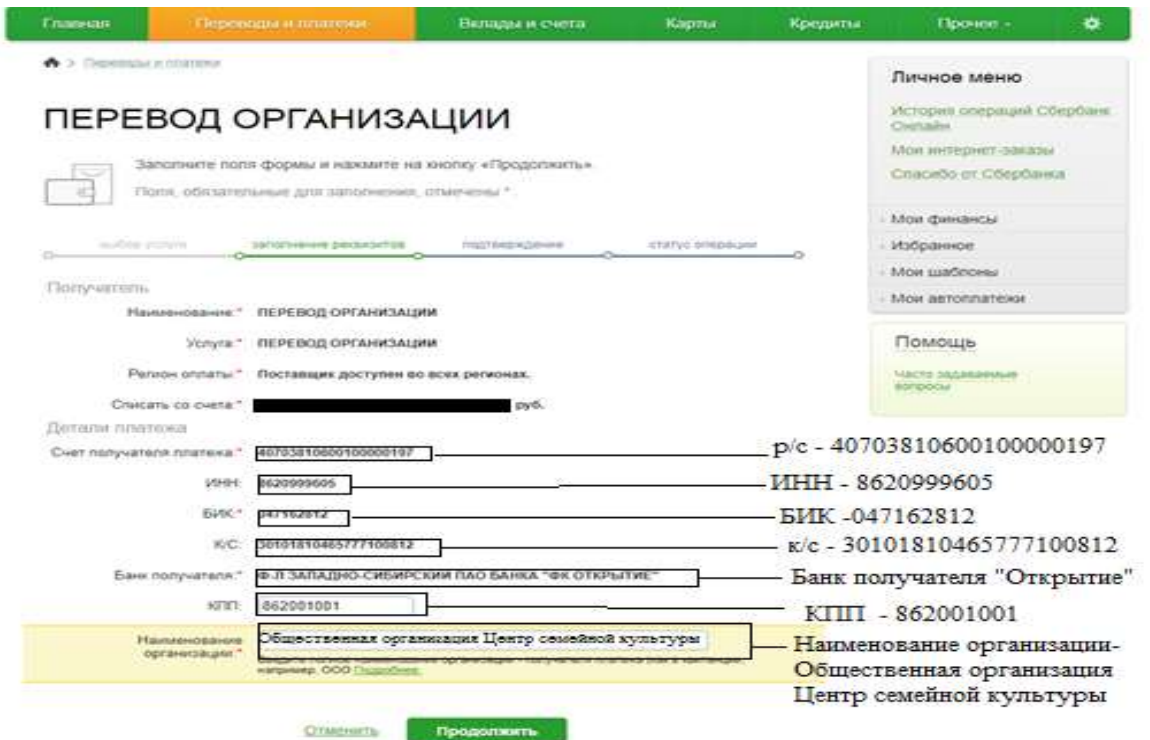 Главная Переводы и платежи Вклады и счета Карты Кредиты Прочее
> Переводы и платежи
ПЕРЕВОД ОРГАНИЗАЦИИ
Заполните поля формы и нажмите на кнопку «Продолжить».
Поля, обязательные для заполнения, отмечены *.
выбор услуги заполнение реквизитов подтверждение статус операции
Получатель
Наименование:* ПЕРЕВОД ОРГАНИЗАЦИИ
Услуга:* ПЕРЕВОД ОРГАНИЗАЦИИ
Регион оплаты:* Поставщик доступен во всех регионах.
Списать со счета:* руб.
Детали платежа
Счет получателя платежа:* 40703810600100000197 р/с - 40703810600100000197
ИНН: 8620999605 ИНН - 8620999605
БИК:* 047162812 БИК -047162812
К/С: 30101810465777100812 к/с - 30101810465777100812
Банк получателя:* Ф-Л ЗАПАДНО-СИБИРСКИЙ ПАО БАНКА "ФК ОТКРЫТИЕ" Банк получателя "Открытие"
КПП: 862001001 КПП - 862001001
Наименование организации:* Общественная организация Центр семейной культуры
например, ООО Подробнее.
Наименование организации-
Общественная организация
Центр семейной культуры
Отменить Продолжить
Личное меню
История операций Сбербанк
Онлайн
Мои интернет-заказы
Спасибо от Сбербанка
Мои финансы
Избранное
Мои шаблоны
Мои автоплатежи
Помощь
Часто задаваемые
вопросы